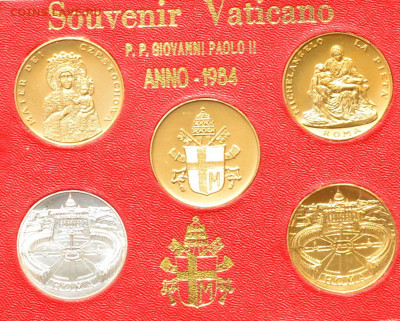 Souvenir Vaticano
P. P. GIOVANNI PAOLO II
ANNO - 1984
MATER DEI CZESTOCHOVA
MICHELANGELO LA PIETA
ROMA